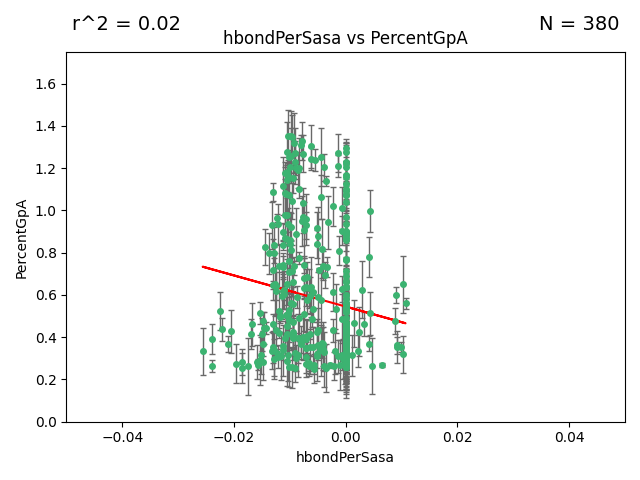 r^2 = 0.02
N = 380
hbondPerSasa vs PercentGpA
PercentGpA
1.6
1.4
1.2
1.0
0.8
0.6
0.4
0.2
0.0
−0.04
−0.02
0.00
0.02
0.04
hbondPerSasa